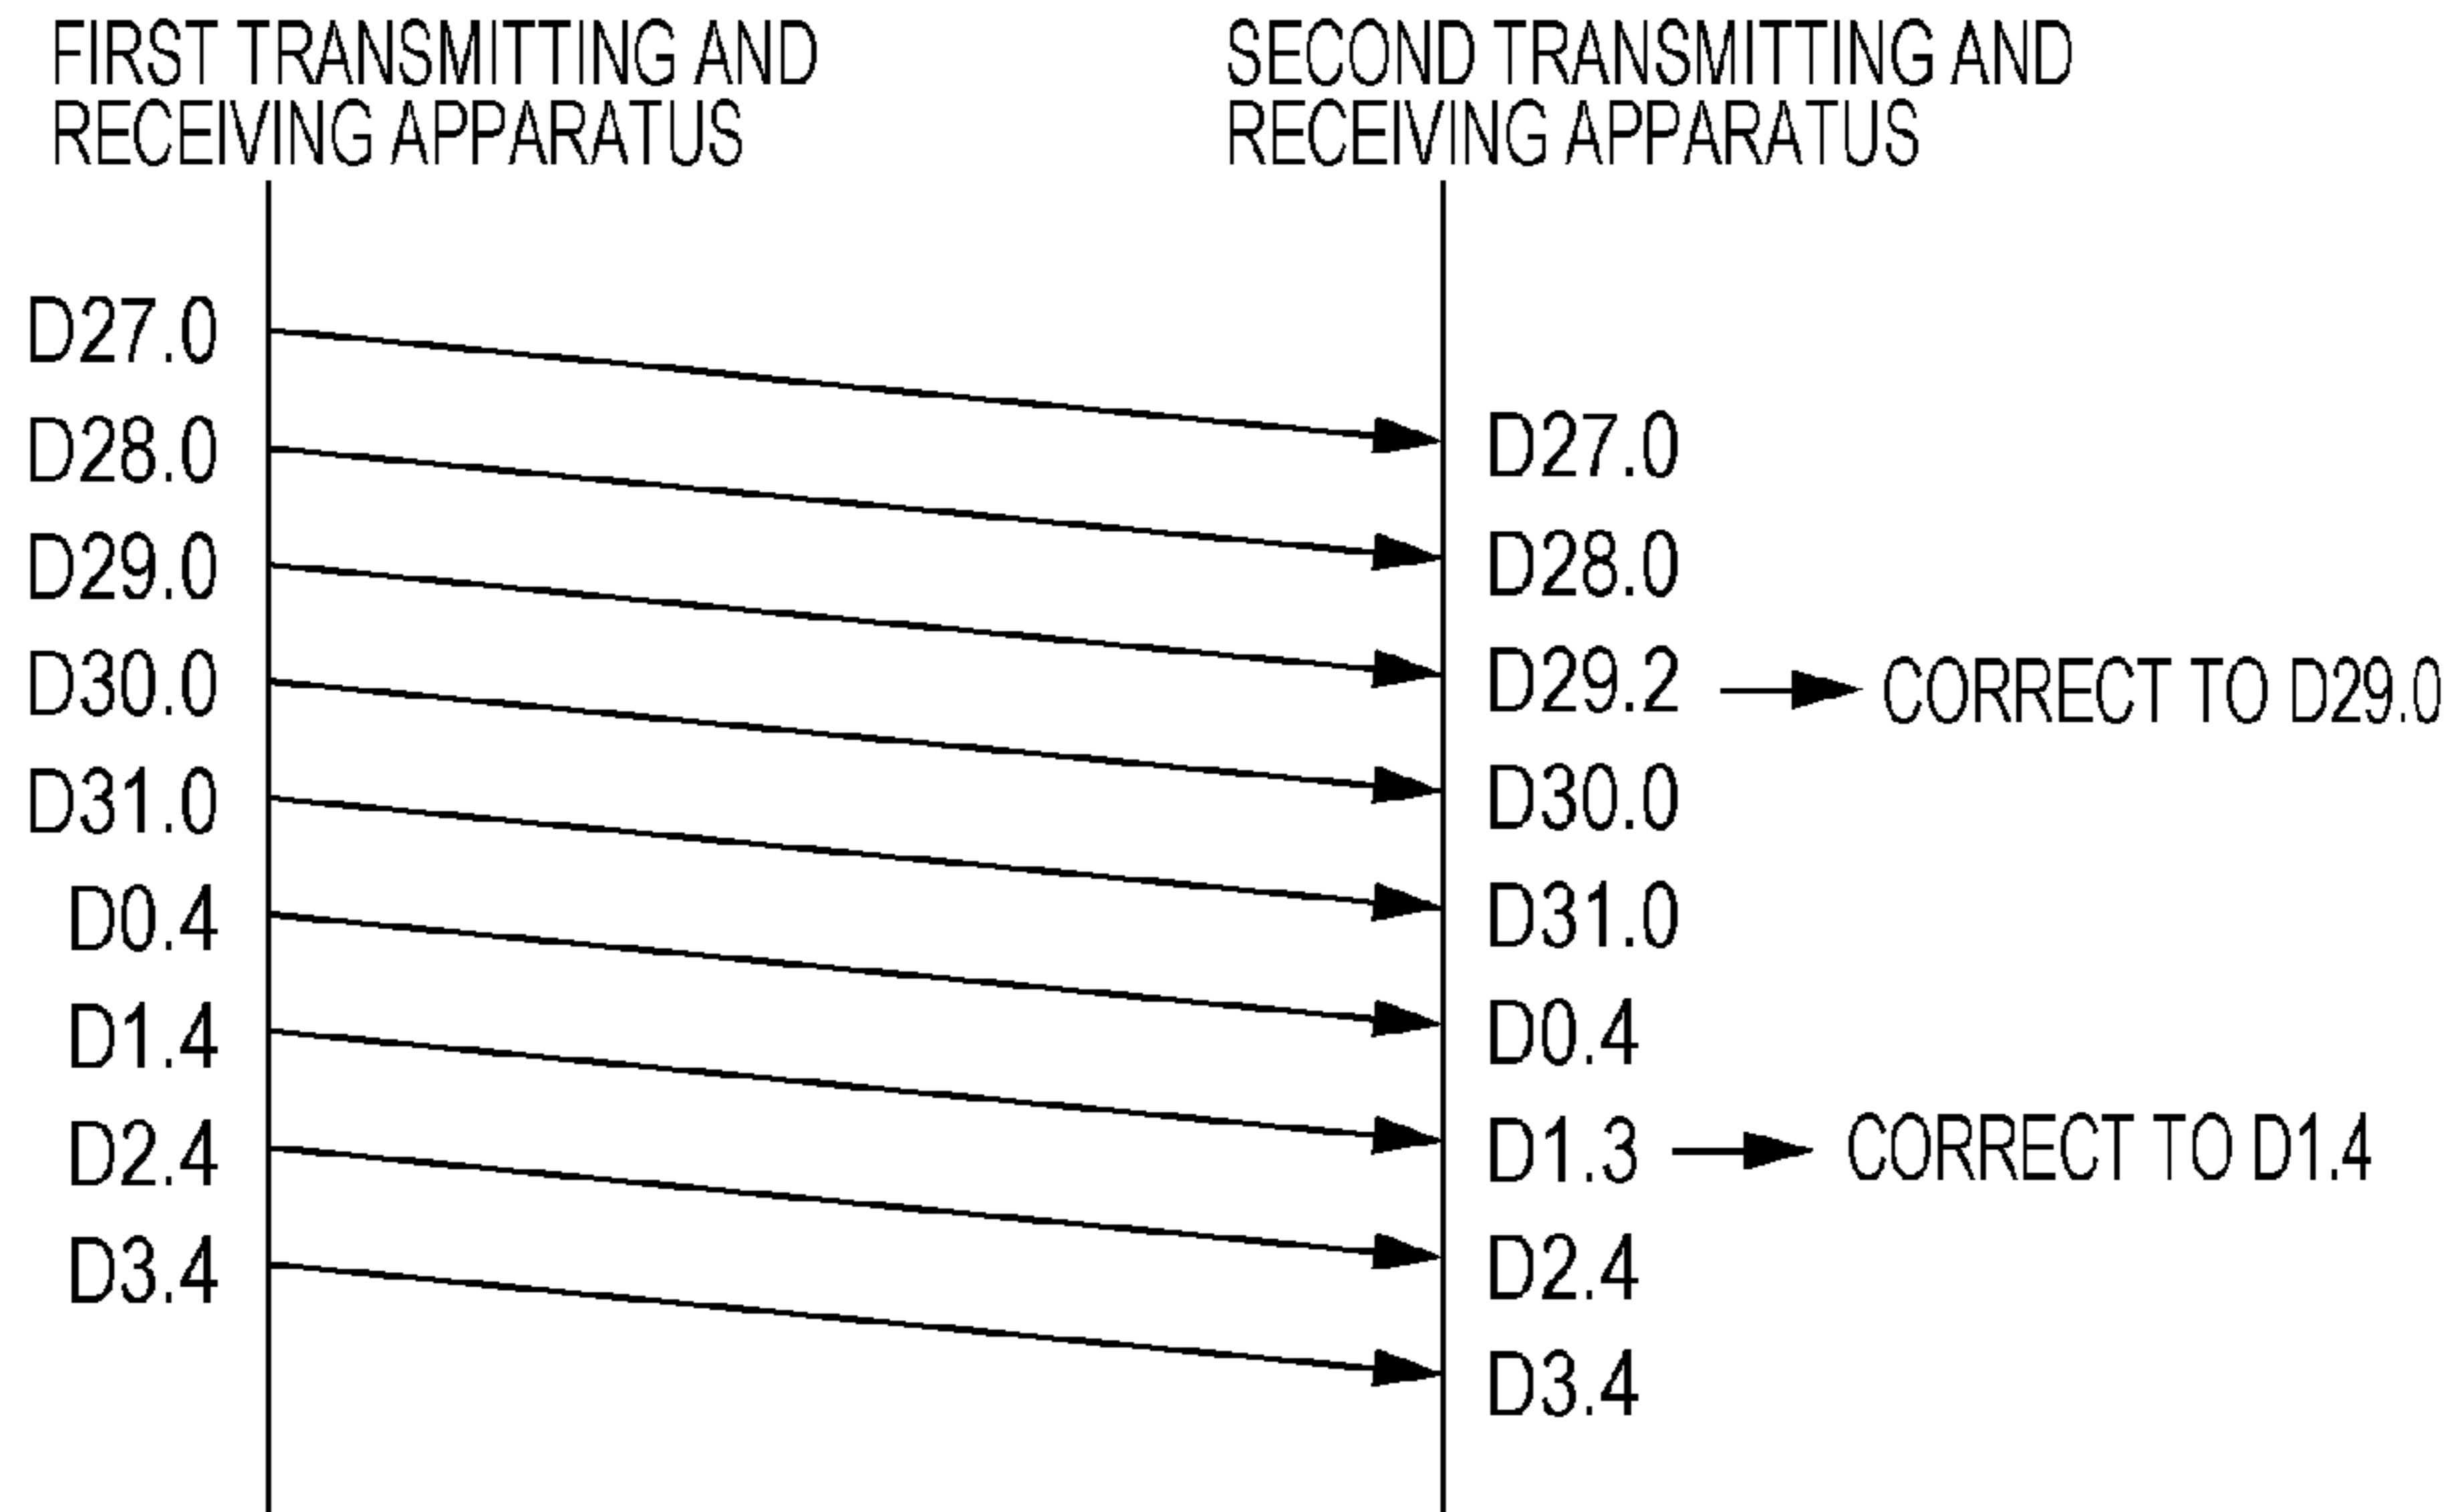 FIRST TRANSMITTING AND
RECEIVING APPARATUS
SECOND TRANSMITTING AND
RECEIVING APPARATUS
D27.0
D28.0
D29.0
D30.0
D31.0
D0.4
D1.4
D2.4
D3.4
D27.0
D28.0
D29.2 CORRECT TO D29.0
D30.0
D31.0
D0.4
D1.3 CORRECT TO D1.4
D2.4
D3.4